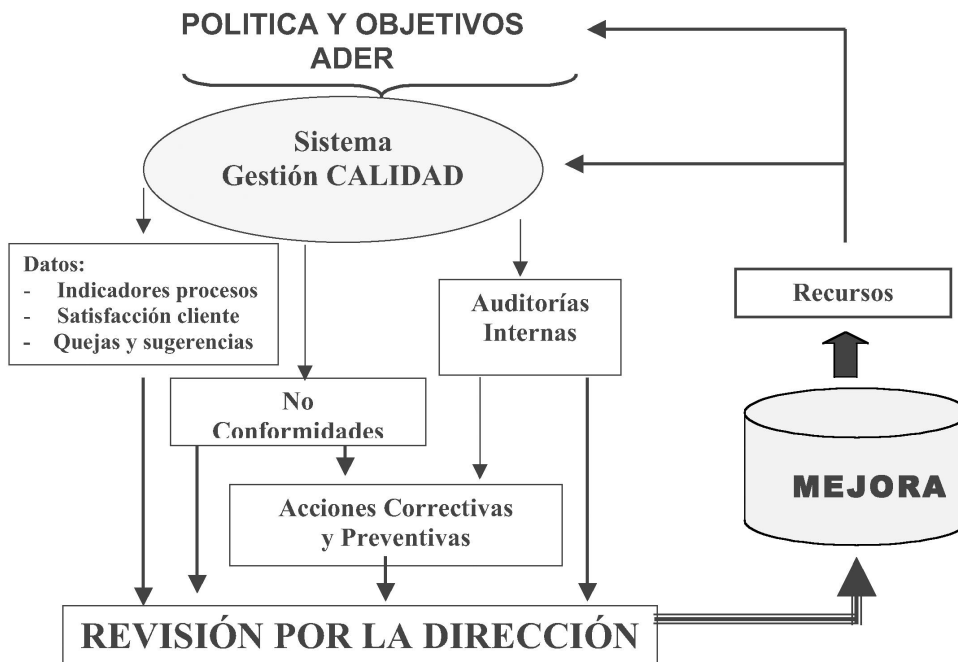 POLITICA Y OBJETIVOS
ADER
Sistema
Gestión CALIDAD
Datos:
- Indicadores procesos
- Satisfacción cliente
- Quejas y sugerencias
Auditorías
Internas
Recursos
No
Conformidades
MEJORA
Acciones Correctivas
y Preventivas
REVISIÓN POR LA DIRECCIÓN